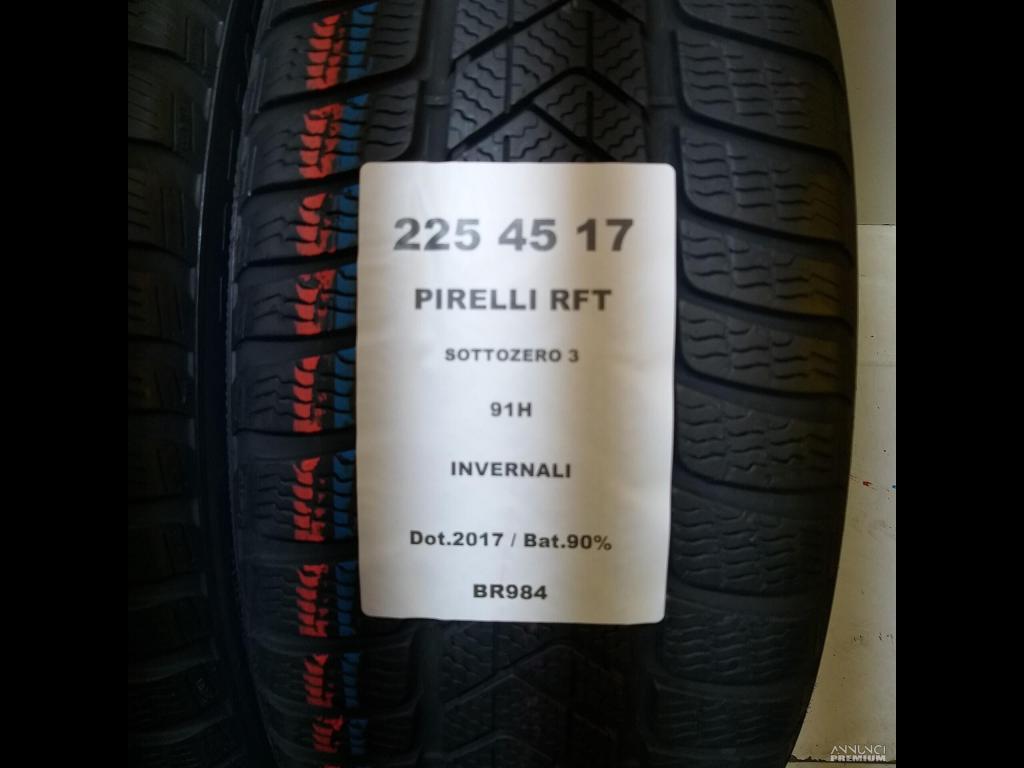 225 45 17
PIRELLI RFT
SOTTOZERO 3
91H
INVERNALI
Dot.2017 / Bat.90%
BR984
ANNUNCI
PREMIUM